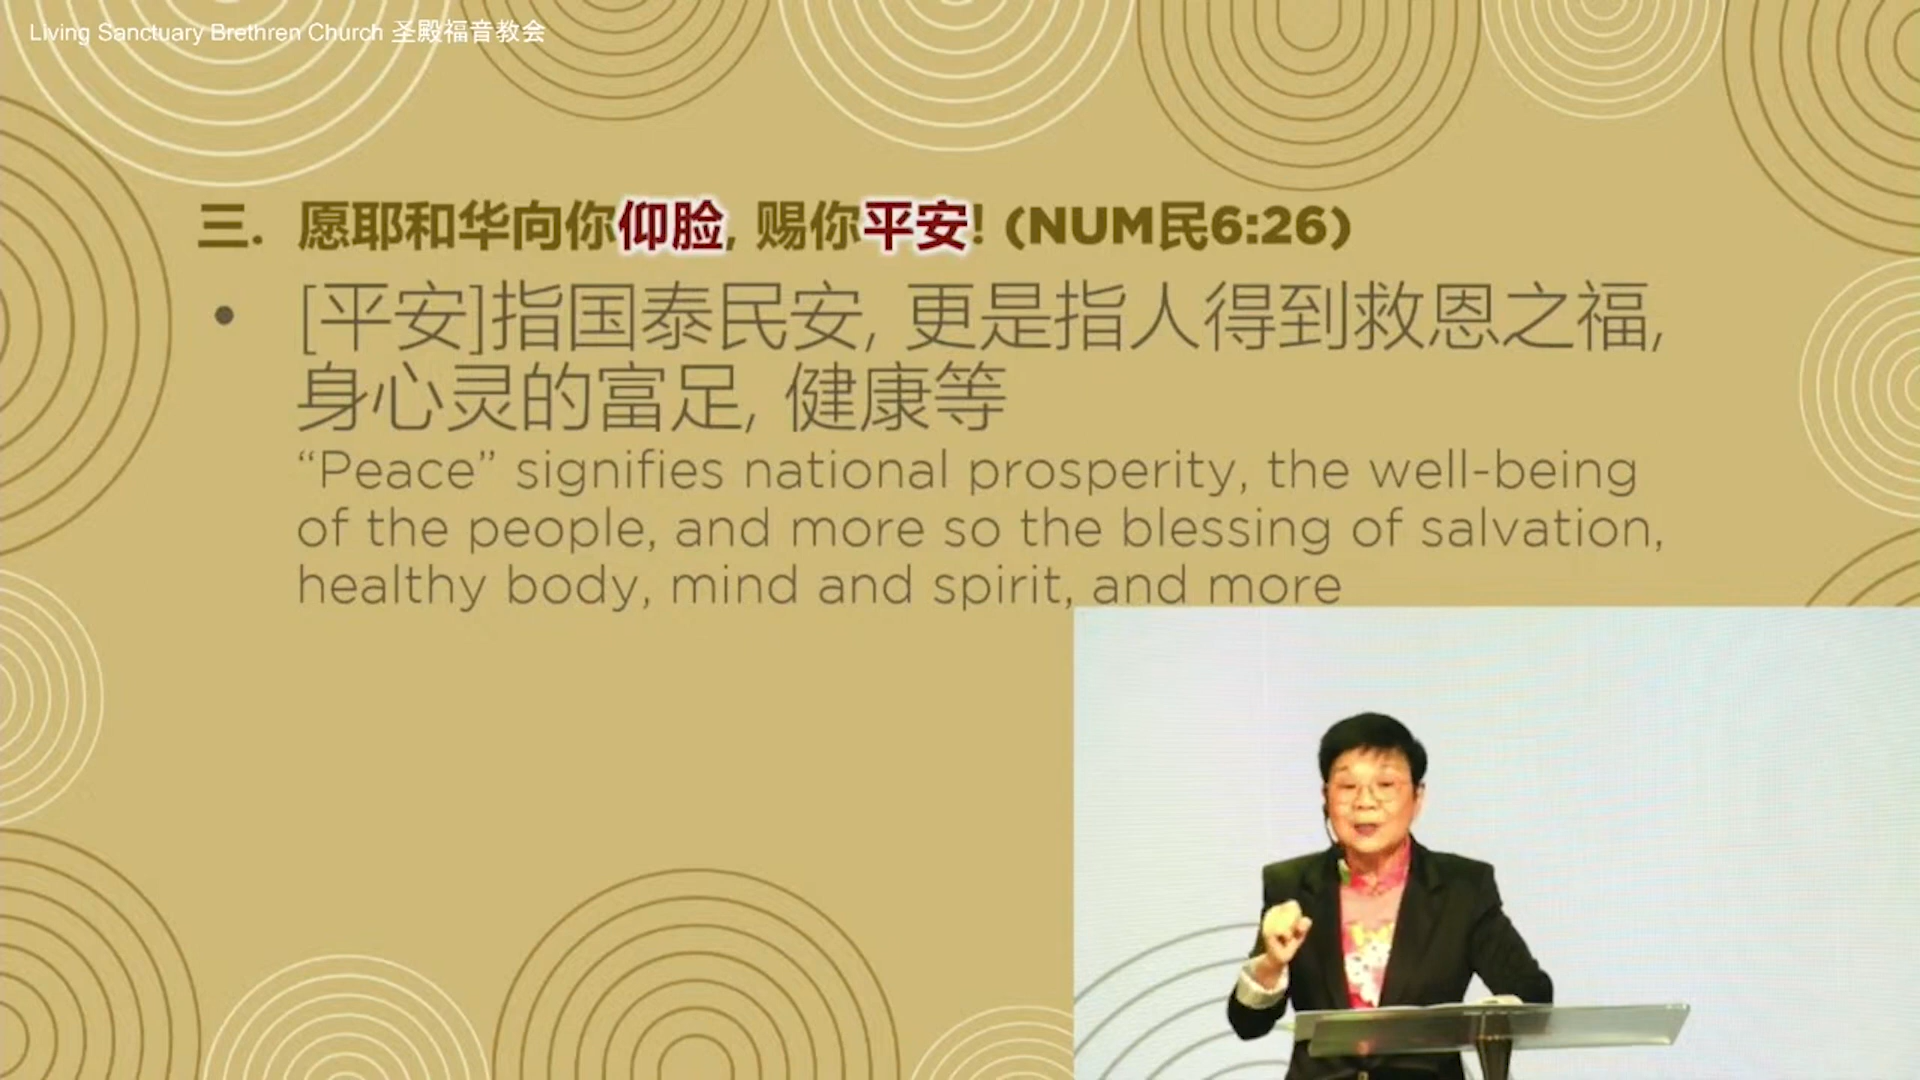 Living Sanctuary Brethren Church 圣殿福音教会
三. 愿耶和华向你仰脸, 赐你平安! (NUM民6:26)
• [平安]指国泰民安, 更是指人得到救恩之福,
身心灵的富足, 健康等
“Peace” signifies national prosperity, the well-being
of the people, and more so the blessing of salvation,
healthy body, mind and spirit, and more